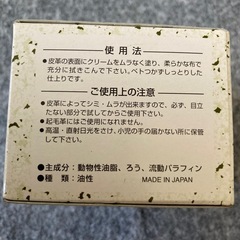 使用法
●皮革の表面にクリームをムラなく塗り、柔らかな布で
充分に拭きこんで下さい。ベトつかずしっとりした
仕上りです。
ご使用上の注意
●皮革によってシミ・ムラが出来ますので、必ず、目立
たない部分で試してからご使用下さい。
●起毛革にはご使用になれません。
●高温・直射日光をさけ、小児の手の届かない所に保管
して下さい。
●主成分：動物性油脂、ろう、流動パラフィン
●種類：油性
MADE IN JAPAN